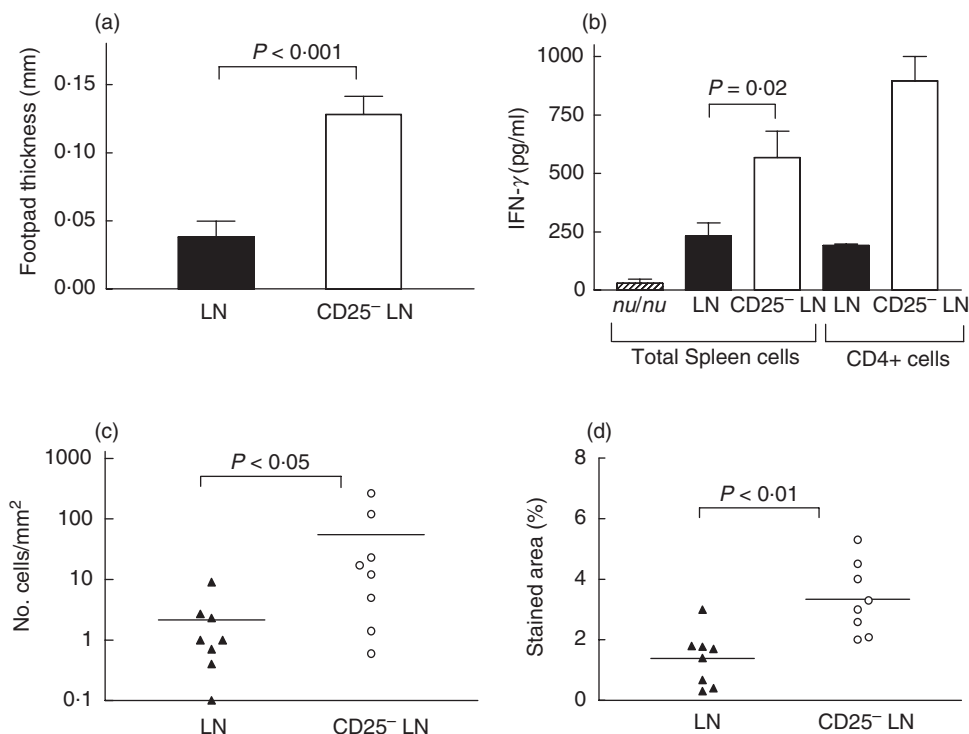 (a)
P < 0·001
0·15
0·10
0·05
0·00
Footpad thickness (mm)
LN CD25⁻ LN
(b)
1000
750
500
250
0
IFN-γ (pg/ml)
P = 0·02
nu/nu LN CD25⁻ LN LN CD25⁻ LN
Total Spleen cells CD4+ cells
(c)
1000
100
10
1
0·1
No. cells/mm²
P < 0·05
LN CD25⁻ LN
(d)
8
6
4
2
0
Stained area (%)
P < 0·01
LN CD25⁻ LN